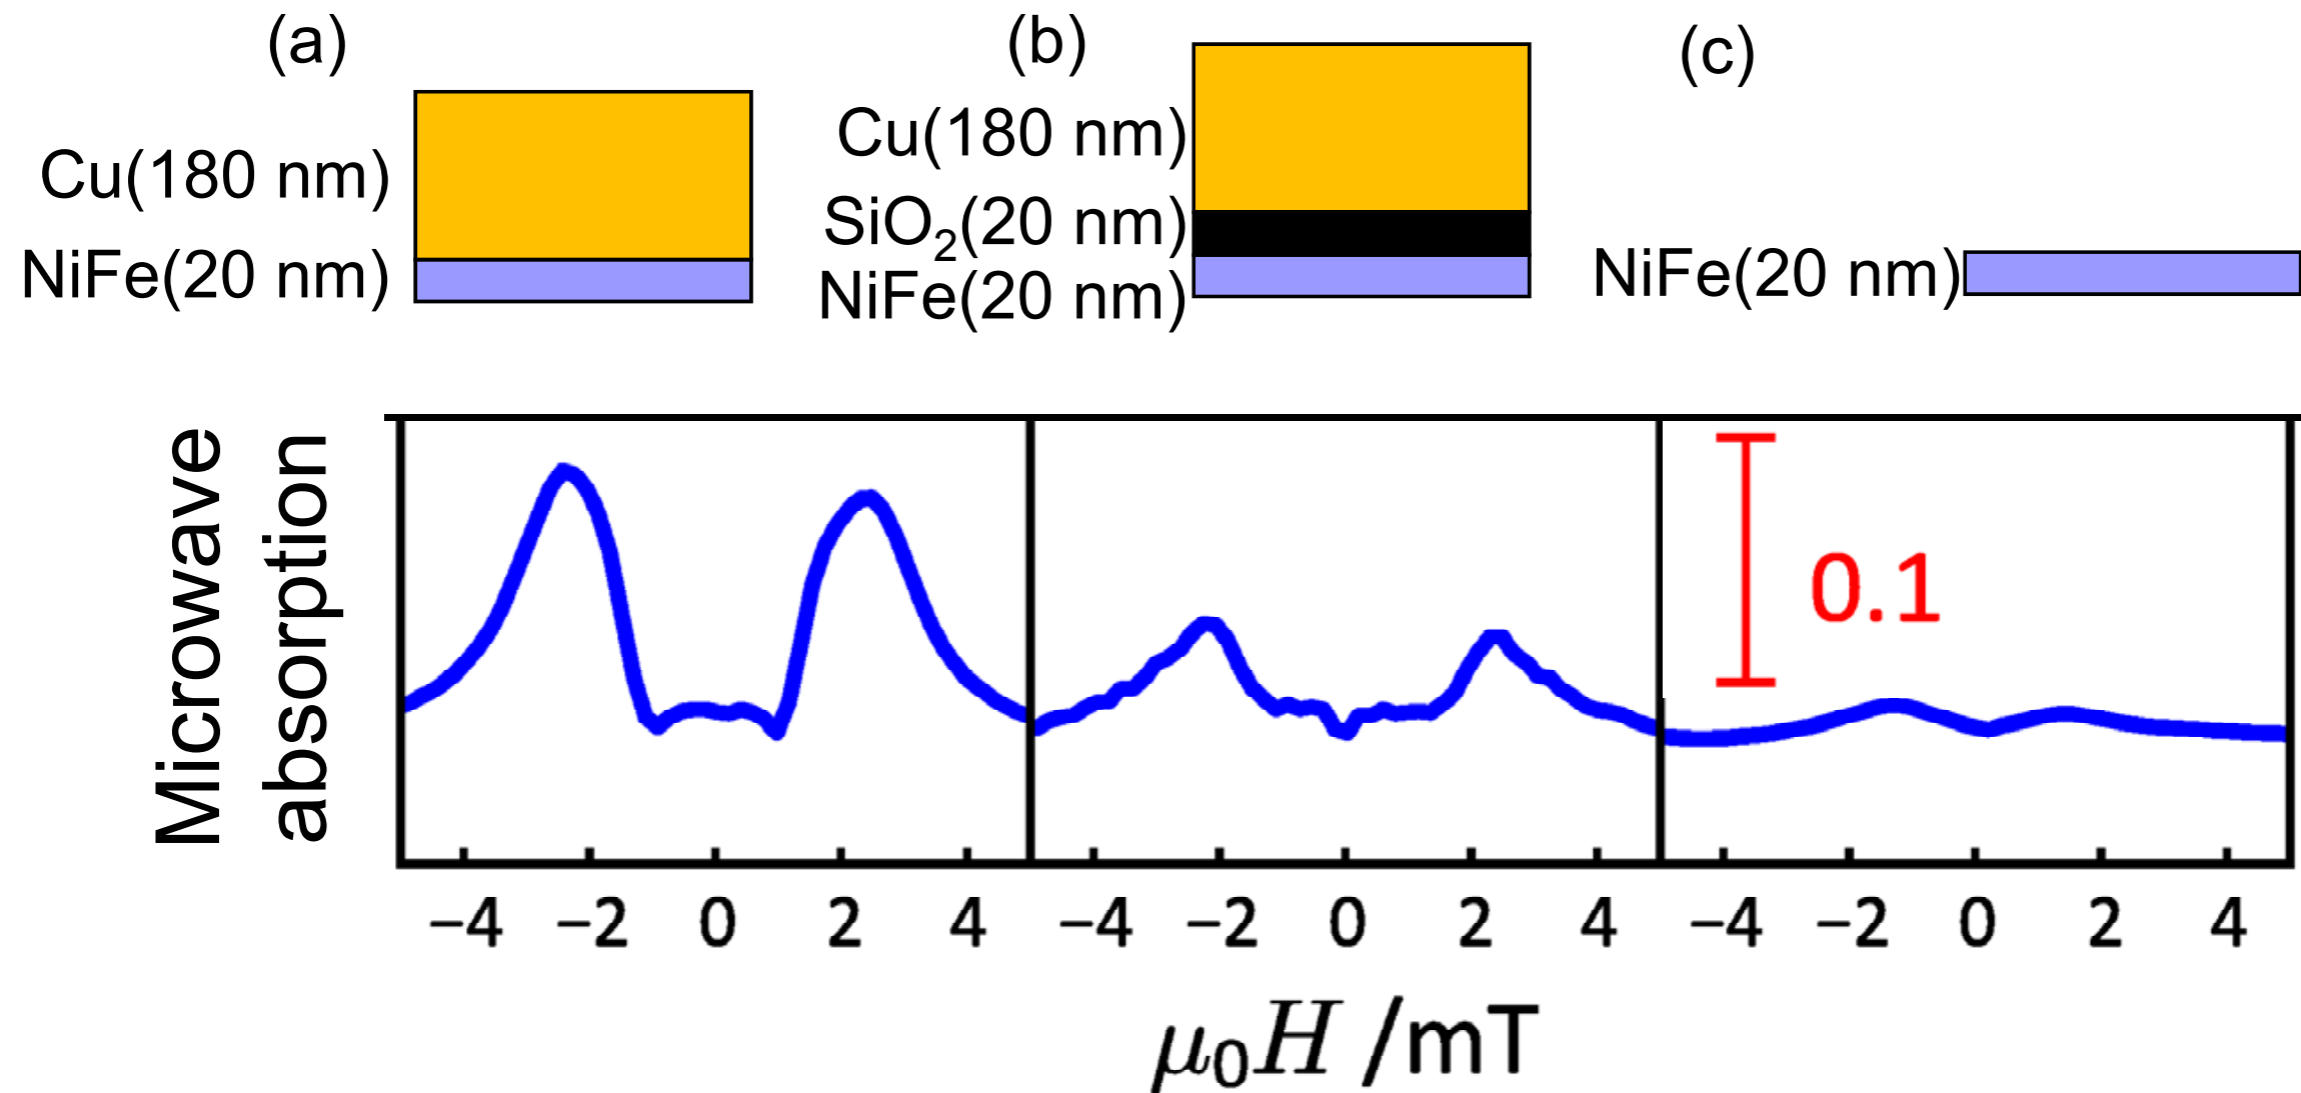 (a)
(b)
(c)
Cu(180 nm)
NiFe(20 nm)
Cu(180 nm)
SiO₂(20 nm)
NiFe(20 nm)
NiFe(20 nm)
Microwave
absorption
0.1
−4 −2 0 2 4 −4 −2 0 2 4 −4 −2 0 2 4
μ₀H /mT